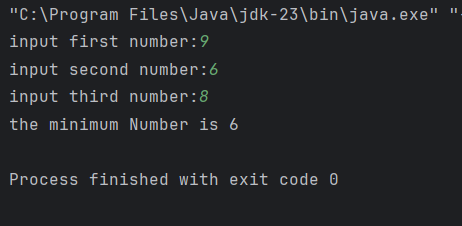 "C:\Program Files\Java\jdk-23\bin\java.exe" "
input first number:9
input second number:6
input third number:8
the minimum Number is 6
Process finished with exit code 0